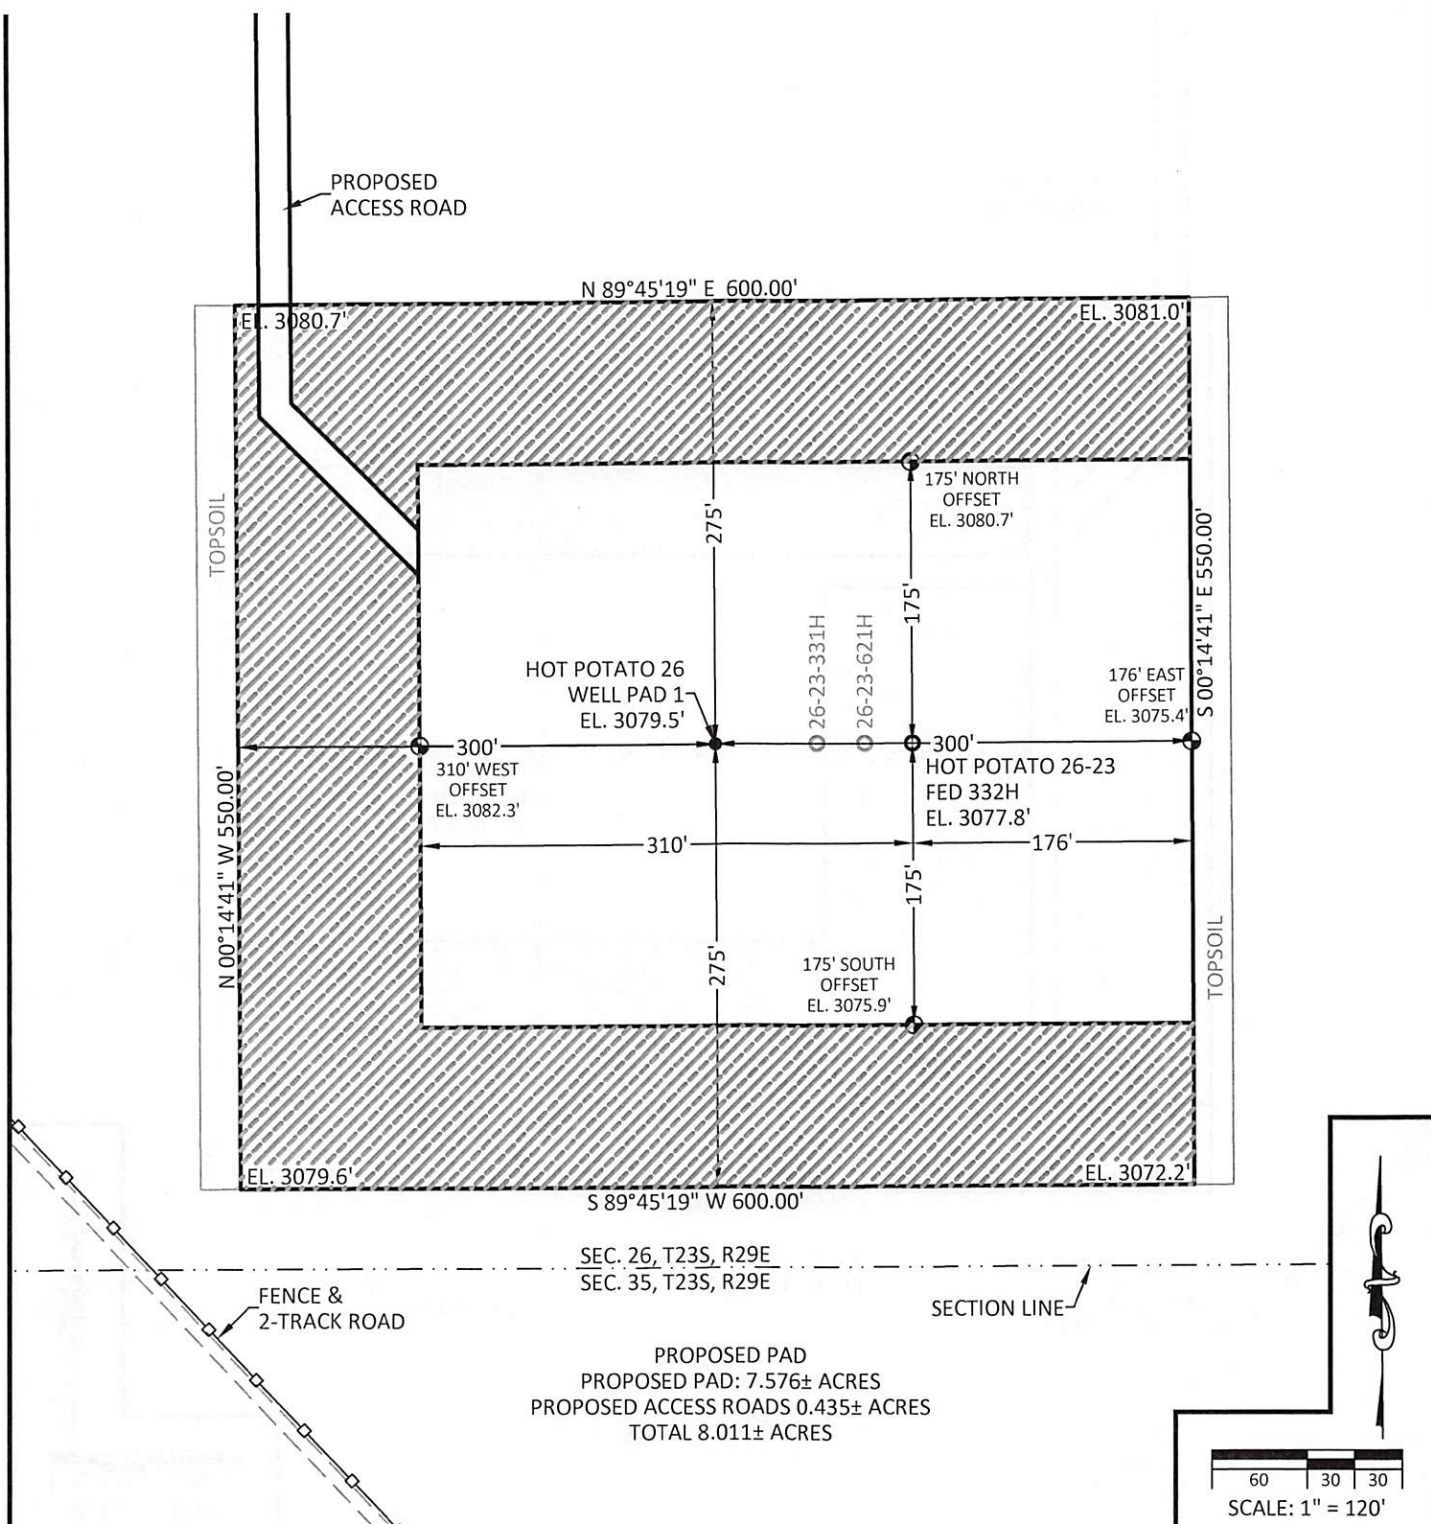 PROPOSED
ACCESS ROAD
N 89°45'19" E 600.00'
EL. 3080.7'
EL. 3081.0'
TOPSOIL
175' NORTH
OFFSET
EL. 3080.7'
275'
175'
S 00°14'41" E 550.00'
26-23-331H
26-23-621H
HOT POTATO 26
WELL PAD 1
EL. 3079.5'
176' EAST
OFFSET
EL. 3075.4'
300'
300'
310' WEST
OFFSET
EL. 3082.3'
HOT POTATO 26-23
FED 332H
EL. 3077.8'
N 00°14'41" W 550.00'
310'
176'
175'
275'
175' SOUTH
OFFSET
EL. 3075.9'
TOPSOIL
EL. 3079.6'
EL. 3072.2'
S 89°45'19" W 600.00'
SEC. 26, T23S, R29E
SEC. 35, T23S, R29E
FENCE &
2-TRACK ROAD
SECTION LINE
PROPOSED PAD
PROPOSED PAD: 7.576± ACRES
PROPOSED ACCESS ROADS 0.435± ACRES
TOTAL 8.011± ACRES
60 30 30
SCALE: 1" = 120'